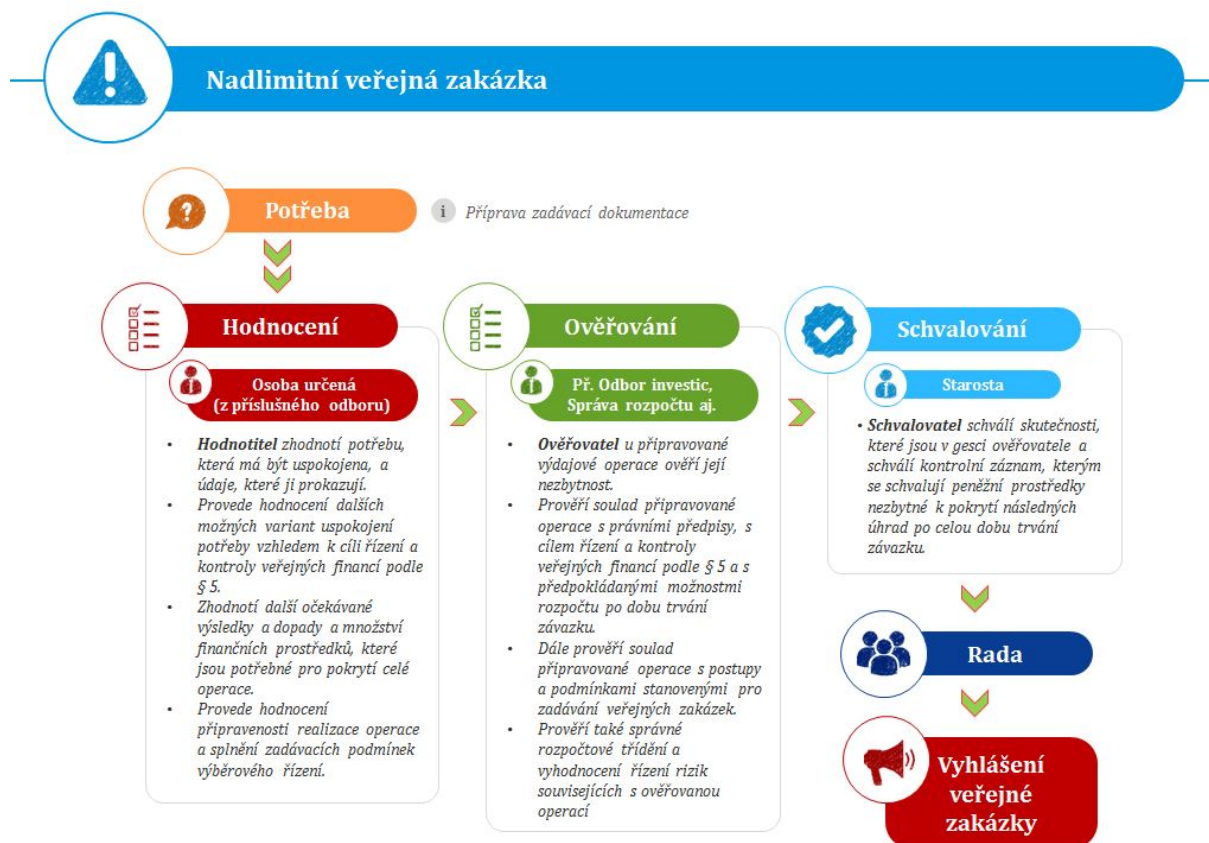 Nadlimitní veřejná zakázka
Potřeba
i Příprava zadávací dokumentace
Hodnocení
Osoba určená
(z příslušného odboru)
• Hodnotitel zhodnotí potřebu,
která má být uspokojena, a
údaje, které ji prokazují.
• Provede hodnocení dalších
možných variant uspokojení
potřeby vzhledem k cíli řízení a
kontroly veřejných financí podle
§ 5.
• Zhodnotí další očekávané
výsledky a dopady a množství
finančních prostředků, které
jsou potřebné pro pokrytí celé
operace.
• Provede hodnocení
připravenosti realizace operace
a splnění zadávacích podmínek
výběrového řízení.
Ověřování
Př. Odbor investic,
Správa rozpočtu aj.
• Ověřovatel u připravované
výdajové operace ověří její
nezbytnost.
• Prověří soulad připravované
operace s právními předpisy, s
cílem řízení a kontroly
veřejných financí podle § 5 a s
předpokládanými možnostmi
rozpočtu po dobu trvání
závazku.
• Dále prověří soulad
připravované operace s postupy
a podmínkami stanovenými pro
zadávání veřejných zakázek.
• Prověří také správné
rozpočtové třídění a
vyhodnocení řízení rizik
souvisejících s ověřovanou
operací
Schvalování
Starosta
• Schvalovatel schválí skutečnosti,
které jsou v gesci ověřovatele a
schválí kontrolní záznam, kterým
se schvalují peněžní prostředky
nezbytné k pokrytí následných
úhrad po celou dobu trvání
závazku.
Rada
Vyhlášení
veřejné
zakázky